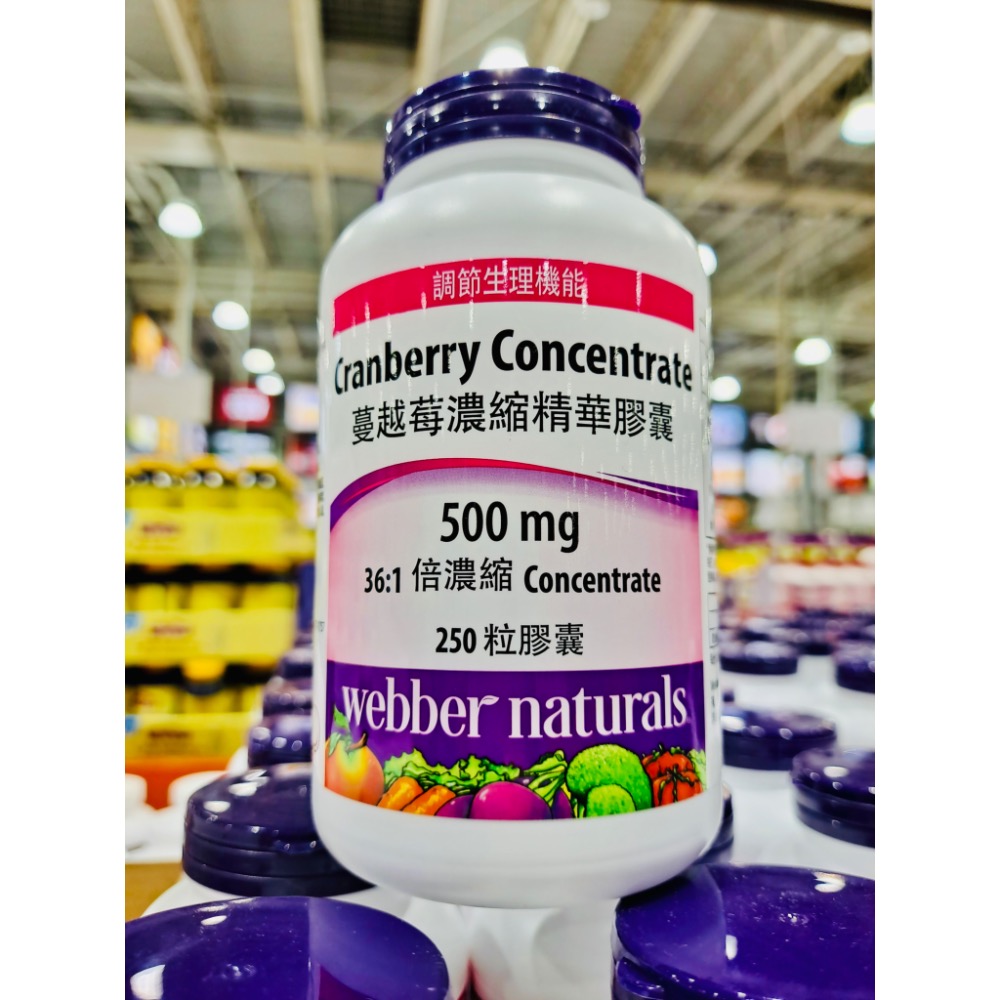 調節生理機能
Cranberry Concentrate
蔓越莓濃縮精華膠囊
500 mg
36:1 倍濃縮 Concentrate
250 粒膠囊
webber naturals